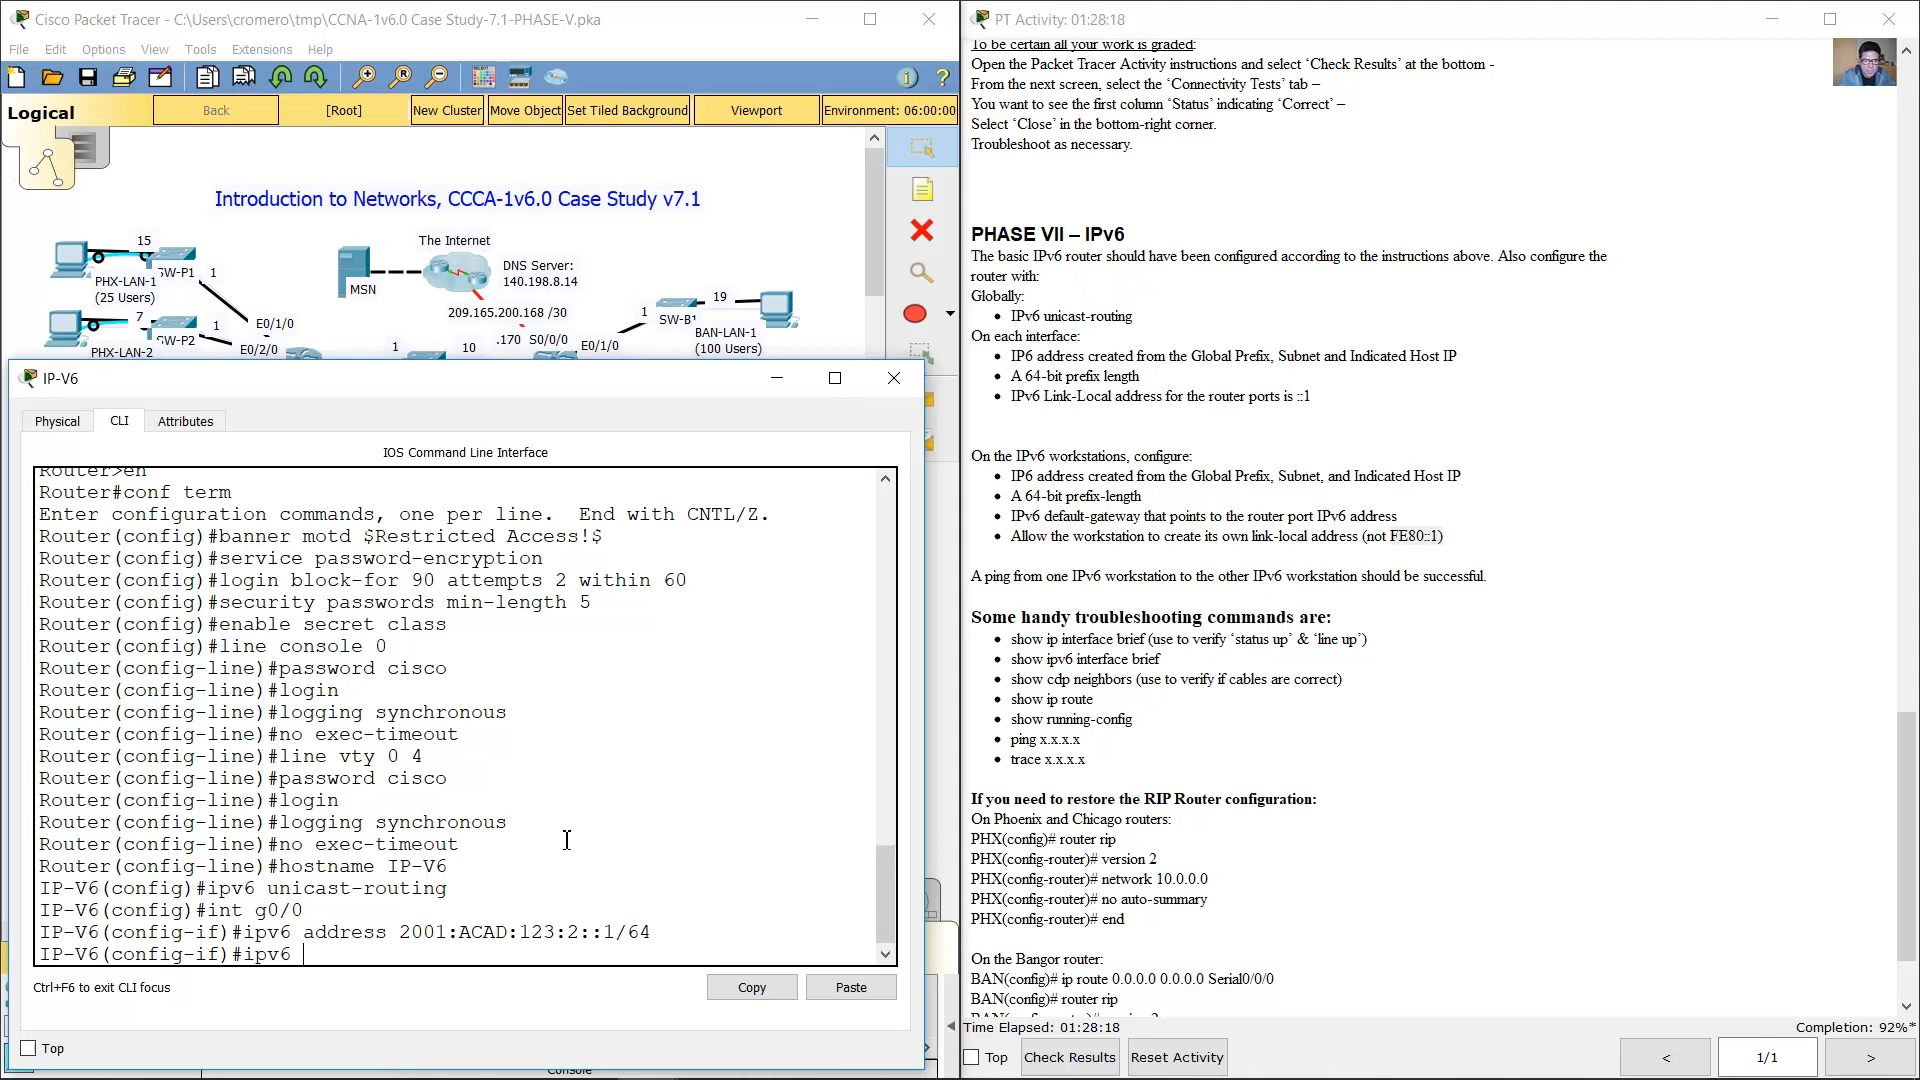 Cisco Packet Tracer - C:\Users\cromero\tmp\CCNA-1v6.0 Case Study-7.1-PHASE-V.pka
File Edit Options View Tools Extensions Help
Logical
Back
[Root]
New Cluster
Move Object
Set Tiled Background
Viewport
Environment: 06:00:00
Introduction to Networks, CCCA-1v6.0 Case Study v7.1
15
SW-P1
1
PHX-LAN-1
(25 Users)
7
SW-P2
1
PHX-LAN-2
E0/1/0
E0/2/0
The Internet
MSN
DNS Server:
140.198.8.14
209.165.200.168 /30
.170
S0/0/0
E0/1/0
1
10
1
SW-B1
19
BAN-LAN-1
(100 Users)
IP-V6
Physical
CLI
Attributes
IOS Command Line Interface
Router>en
Router#conf term
Enter configuration commands, one per line.  End with CNTL/Z.
Router(config)#banner motd $Restricted Access!$
Router(config)#service password-encryption
Router(config)#login block-for 90 attempts 2 within 60
Router(config)#security passwords min-length 5
Router(config)#enable secret class
Router(config)#line console 0
Router(config-line)#password cisco
Router(config-line)#login
Router(config-line)#logging synchronous
Router(config-line)#no exec-timeout
Router(config-line)#line vty 0 4
Router(config-line)#password cisco
Router(config-line)#login
Router(config-line)#logging synchronous
Router(config-line)#no exec-timeout
Router(config-line)#hostname IP-V6
IP-V6(config)#ipv6 unicast-routing
IP-V6(config)#int g0/0
IP-V6(config-if)#ipv6 address 2001:ACAD:123:2::1/64
IP-V6(config-if)#ipv6
Ctrl+F6 to exit CLI focus
Copy
Paste
Top
Console
PT Activity: 01:28:18
To be certain all your work is graded:
Open the Packet Tracer Activity instructions and select ‘Check Results’ at the bottom -
From the next screen, select the ‘Connectivity Tests’ tab –
You want to see the first column ‘Status’ indicating ‘Correct’ –
Select ‘Close’ in the bottom-right corner.
Troubleshoot as necessary.
PHASE VII – IPv6
The basic IPv6 router should have been configured according to the instructions above. Also configure the
router with:
Globally:
• IPv6 unicast-routing
On each interface:
• IP6 address created from the Global Prefix, Subnet and Indicated Host IP
• A 64-bit prefix length
• IPv6 Link-Local address for the router ports is ::1
On the IPv6 workstations, configure:
• IP6 address created from the Global Prefix, Subnet, and Indicated Host IP
• A 64-bit prefix-length
• IPv6 default-gateway that points to the router port IPv6 address
• Allow the workstation to create its own link-local address (not FE80::1)
A ping from one IPv6 workstation to the other IPv6 workstation should be successful.
Some handy troubleshooting commands are:
• show ip interface brief (use to verify ‘status up’ & ‘line up’)
• show ipv6 interface brief
• show cdp neighbors (use to verify if cables are correct)
• show ip route
• show running-config
• ping x.x.x.x
• trace x.x.x.x
If you need to restore the RIP Router configuration:
On Phoenix and Chicago routers:
PHX(config)# router rip
PHX(config-router)# version 2
PHX(config-router)# network 10.0.0.0
PHX(config-router)# no auto-summary
PHX(config-router)# end
On the Bangor router:
BAN(config)# ip route 0.0.0.0 0.0.0.0 Serial0/0/0
BAN(config)# router rip
Time Elapsed: 01:28:18
Completion: 92%*
Top
Check Results
Reset Activity
<
1/1
>